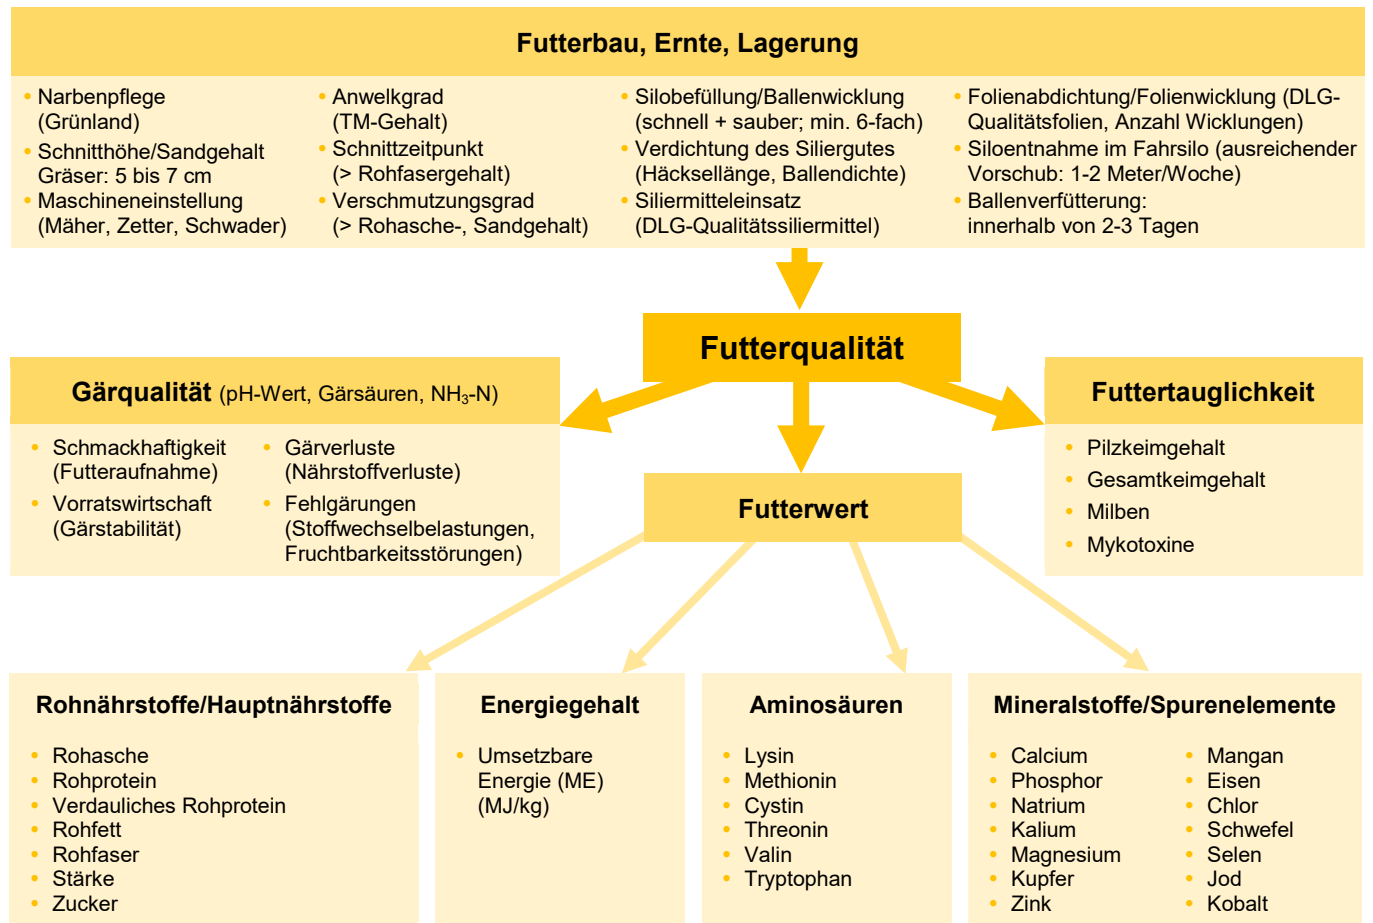 Futterbau, Ernte, Lagerung
• Narbenpflege
(Grünland)
• Schnitthöhe/Sandgehalt
Gräser: 5 bis 7 cm
• Maschineneinstellung
(Mäher, Zetter, Schwader)
• Anwelkgrad
(TM-Gehalt)
• Schnittzeitpunkt
(> Rohfasergehalt)
• Verschmutzungsgrad
(> Rohasche-, Sandgehalt)
• Silobefüllung/Ballenwicklung
(schnell + sauber; min. 6-fach)
• Verdichtung des Siliergutes
(Häcksellänge, Ballendichte)
• Siliermitteleinsatz
(DLG-Qualitätssiliermittel)
• Folienabdichtung/Folienwicklung (DLG-
Qualitätsfolien, Anzahl Wicklungen)
• Siloentnahme im Fahrsilo (ausreichender
Vorschub: 1-2 Meter/Woche)
• Ballenverfütterung:
innerhalb von 2-3 Tagen
Futterqualität
Gärqualität (pH-Wert, Gärsäuren, NH₃-N)
• Schmackhaftigkeit
(Futteraufnahme)
• Vorratswirtschaft
(Gärstabilität)
• Gärverluste
(Nährstoffverluste)
• Fehlgärungen
(Stoffwechselbelastungen,
Fruchtbarkeitsstörungen)
Futterwert
Futtertauglichkeit
• Pilzkeimgehalt
• Gesamtkeimgehalt
• Milben
• Mykotoxine
Rohnährstoffe/Hauptnährstoffe
• Rohasche
• Rohprotein
• Verdauliches Rohprotein
• Rohfett
• Rohfaser
• Stärke
• Zucker
Energiegehalt
• Umsetzbare
Energie (ME)
(MJ/kg)
Aminosäuren
• Lysin
• Methionin
• Cystin
• Threonin
• Valin
• Tryptophan
Mineralstoffe/Spurenelemente
• Calcium
• Phosphor
• Natrium
• Kalium
• Magnesium
• Kupfer
• Zink
• Mangan
• Eisen
• Chlor
• Schwefel
• Selen
• Jod
• Kobalt